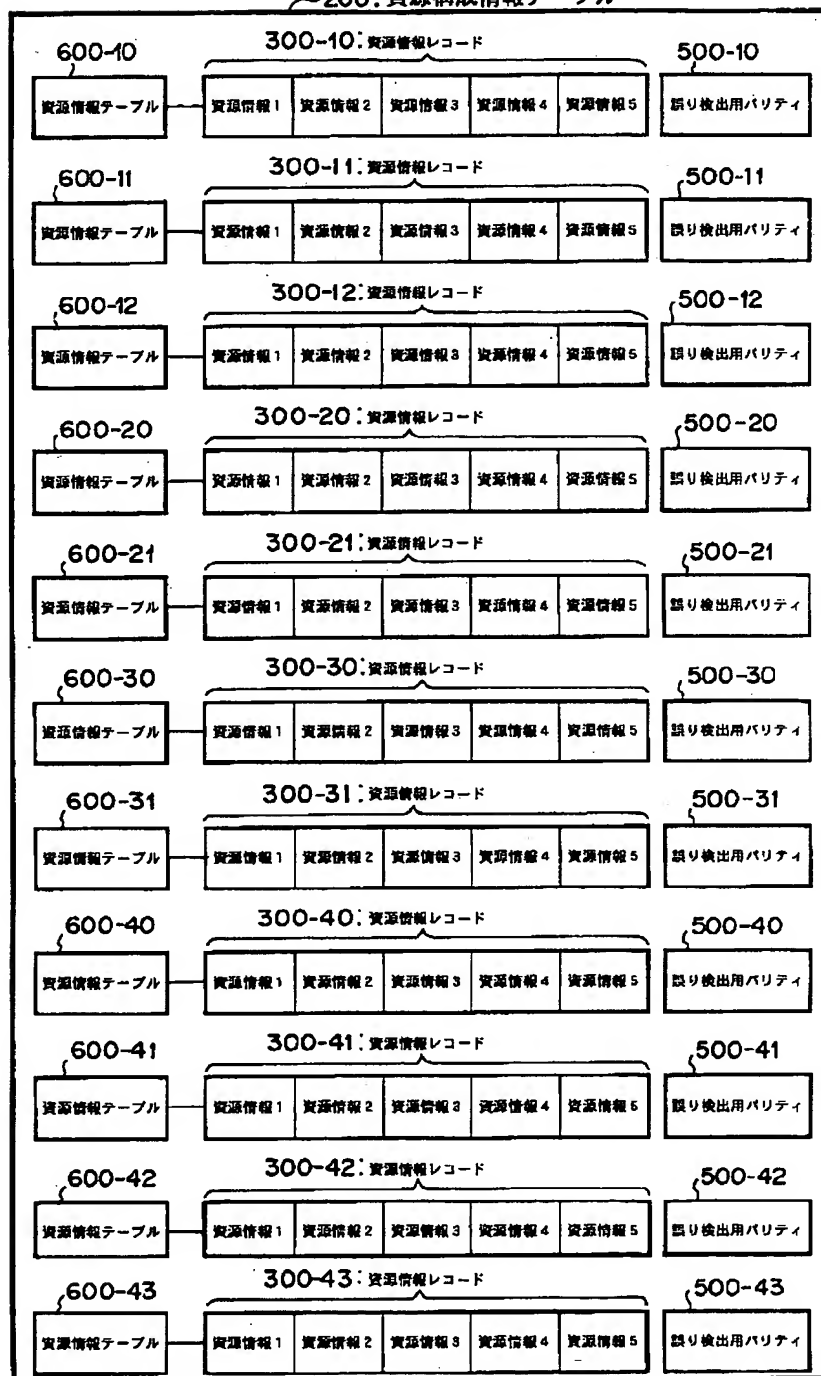 200:資源構成情報テーブル
600-10 300-10:資源情報レコード 500-10
資源情報テーブル 資源情報1 資源情報2 資源情報3 資源情報4 資源情報5 誤り検出用パリティ
600-11 300-11:資源情報レコード 500-11
資源情報テーブル 資源情報1 資源情報2 資源情報3 資源情報4 資源情報5 誤り検出用パリティ
600-12 300-12:資源情報レコード 500-12
資源情報テーブル 資源情報1 資源情報2 資源情報3 資源情報4 資源情報5 誤り検出用パリティ
600-20 300-20:資源情報レコード 500-20
資源情報テーブル 資源情報1 資源情報2 資源情報3 資源情報4 資源情報5 誤り検出用パリティ
600-21 300-21:資源情報レコード 500-21
資源情報テーブル 資源情報1 資源情報2 資源情報3 資源情報4 資源情報5 誤り検出用パリティ
600-30 300-30:資源情報レコード 500-30
資源情報テーブル 資源情報1 資源情報2 資源情報3 資源情報4 資源情報5 誤り検出用パリティ
600-31 300-31:資源情報レコード 500-31
資源情報テーブル 資源情報1 資源情報2 資源情報3 資源情報4 資源情報5 誤り検出用パリティ
600-40 300-40:資源情報レコード 500-40
資源情報テーブル 資源情報1 資源情報2 資源情報3 資源情報4 資源情報5 誤り検出用パリティ
600-41 300-41:資源情報レコード 500-41
資源情報テーブル 資源情報1 資源情報2 資源情報3 資源情報4 資源情報5 誤り検出用パリティ
600-42 300-42:資源情報レコード 500-42
資源情報テーブル 資源情報1 資源情報2 資源情報3 資源情報4 資源情報5 誤り検出用パリティ
600-43 300-43:資源情報レコード 500-43
資源情報テーブル 資源情報1 資源情報2 資源情報3 資源情報4 資源情報5 誤り検出用パリティ